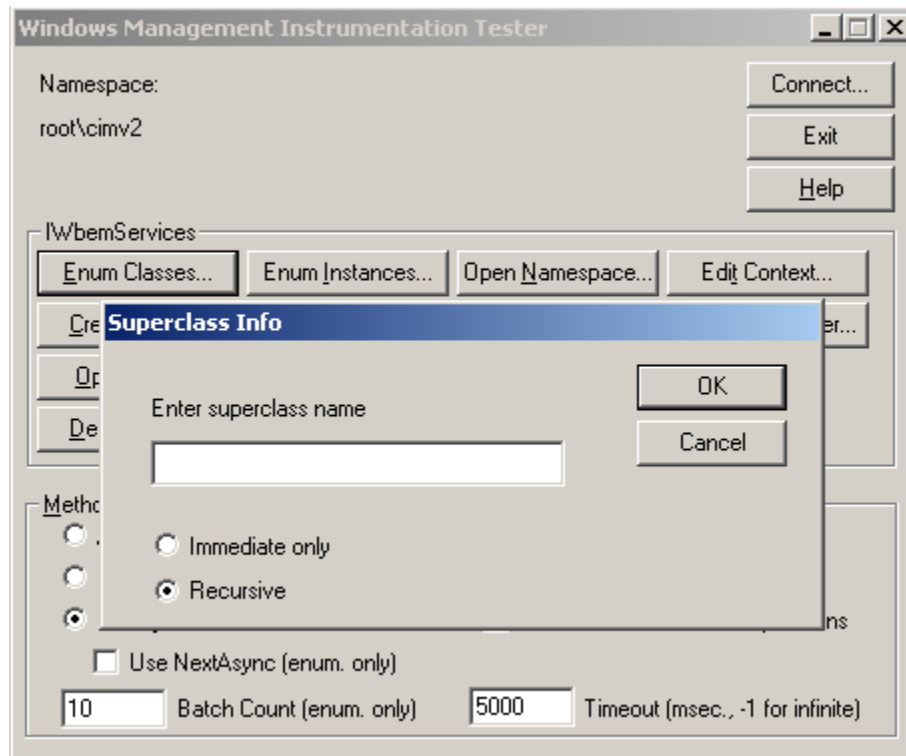 Windows Management Instrumentation Tester
Namespace:
Connect...
root\cimv2
Exit
Help
IWbemServices
Enum Classes...
Enum Instances...
Open Namespace...
Edit Context...
Superclass Info
OK
Enter superclass name
Cancel
Immediate only
Recursive
Use NextAsync (enum. only)
10
Batch Count (enum. only)
5000
Timeout (msec., -1 for infinite)